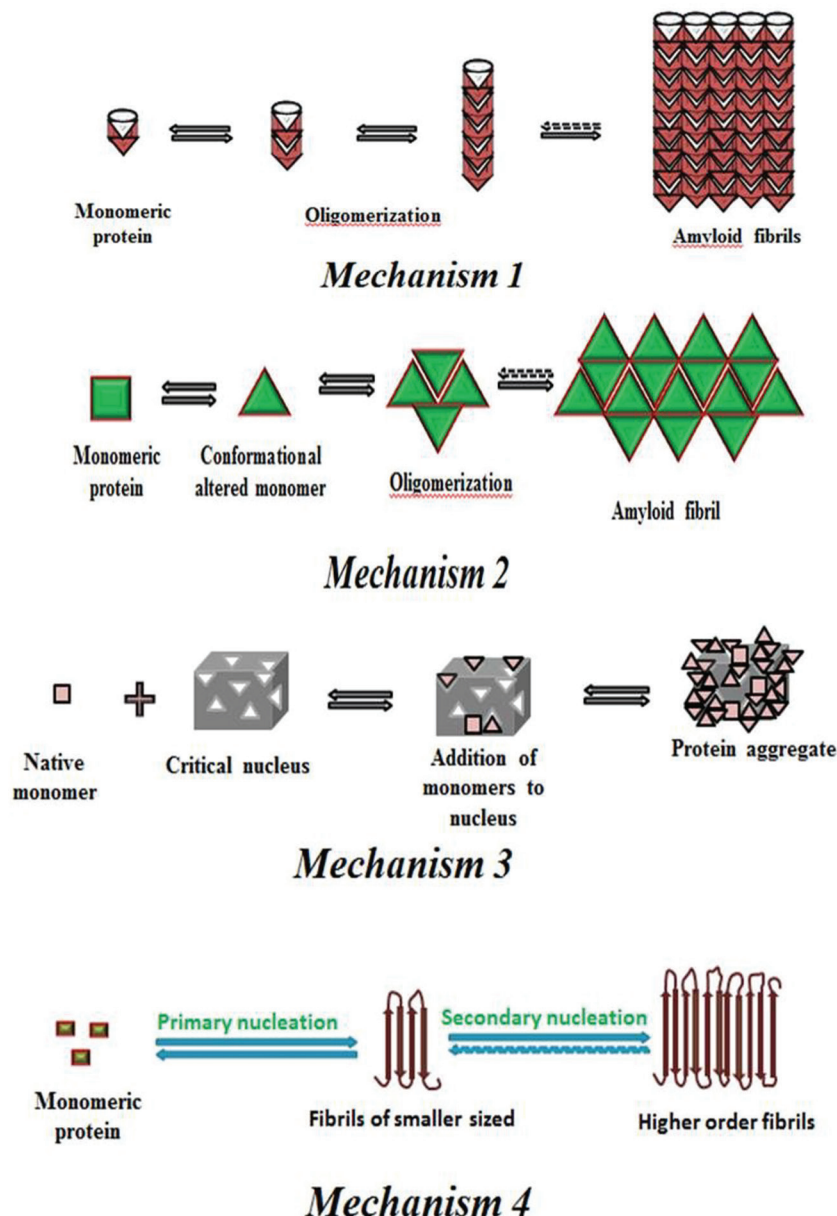 Monomeric
protein
Oligomerization
Amyloid fibrils
Mechanism 1
Monomeric
protein
Conformational
altered monomer
Oligomerization
Amyloid fibril
Mechanism 2
Native
monomer
Critical nucleus
Addition of
monomers to
nucleus
Protein aggregate
Mechanism 3
Primary nucleation
Secondary nucleation
Monomeric
protein
Fibrils of smaller sized
Higher order fibrils
Mechanism 4